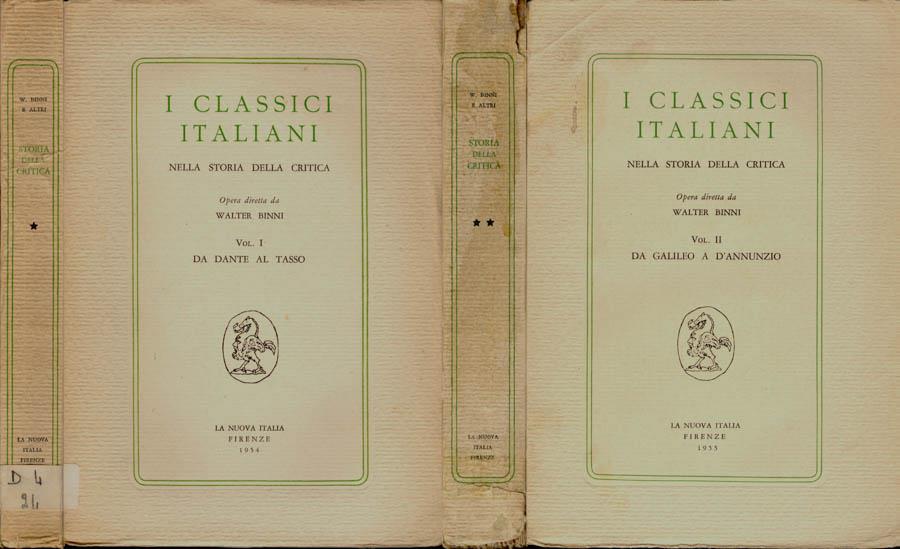 W. BINNI
E ALTRI
STORIA
DELLA
CRITICA
★
LA NUOVA
ITALIA
FIRENZE
D 4
24
I CLASSICI
ITALIANI
NELLA STORIA DELLA CRITICA
Opera diretta da
WALTER BINNI
VOL. I
DA DANTE AL TASSO
LA NUOVA ITALIA
FIRENZE
1954
W. BINNI
E ALTRI
STORIA
DELLA
CRITICA
★★
LA NUOVA
ITALIA
FIRENZE
I CLASSICI
ITALIANI
NELLA STORIA DELLA CRITICA
Opera diretta da
WALTER BINNI
VOL. II
DA GALILEO A D'ANNUNZIO
LA NUOVA ITALIA
FIRENZE
1955